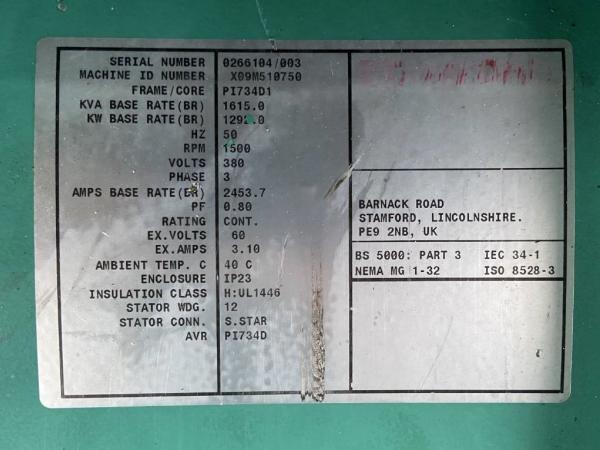 SERIAL NUMBER 0266104/003
MACHINE ID NUMBER X09M510750
FRAME/CORE PI734D1
KVA BASE RATE(BR) 1615.0
KW BASE RATE(BR) 1292.0
HZ 50
RPM 1500
VOLTS 380
PHASE 3
AMPS BASE RATE(BR) 2453.7
PF 0.80
RATING CONT.
EX.VOLTS 60
EX.AMPS 3.10
AMBIENT TEMP. C 40 C
ENCLOSURE IP23
INSULATION CLASS H:UL1446
STATOR WDG. 12
STATOR CONN. S.STAR
AVR PI734D
BARNACK ROAD
STAMFORD, LINCOLNSHIRE.
PE9 2NB, UK
BS 5000: PART 3 IEC 34-1
NEMA MG 1-32 ISO 8528-3